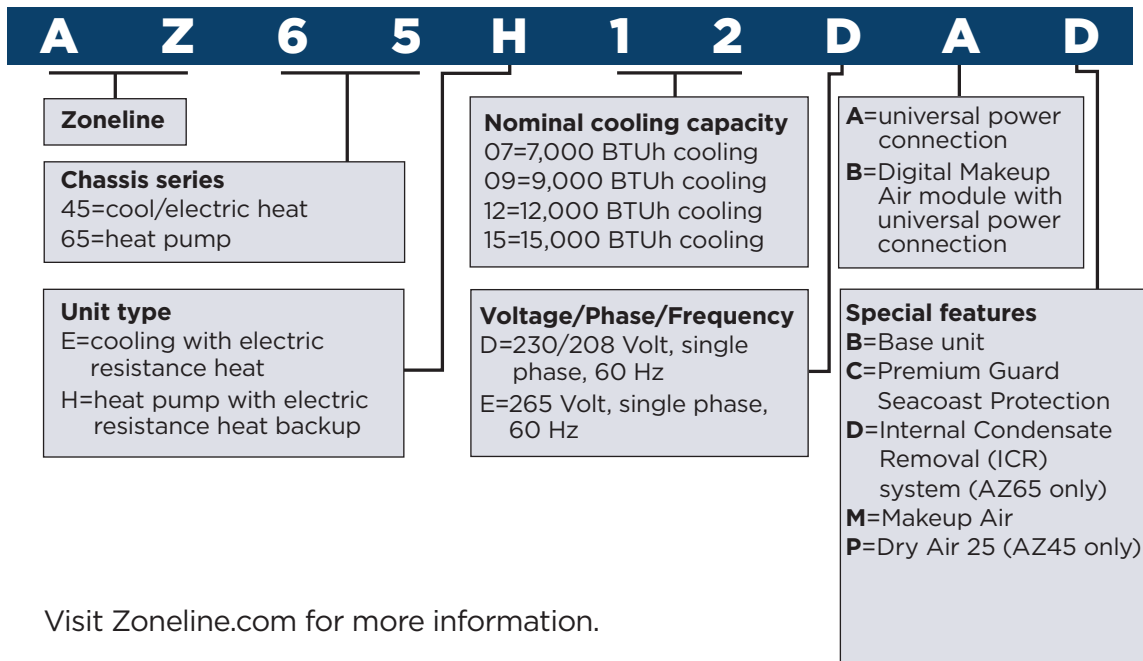 A Z 6 5 H 1 2 D A D
Zoneline
Chassis series
45=cool/electric heat
65=heat pump
Unit type
E=cooling with electric
resistance heat
H=heat pump with electric
resistance heat backup
Nominal cooling capacity
07=7,000 BTUh cooling
09=9,000 BTUh cooling
12=12,000 BTUh cooling
15=15,000 BTUh cooling
Voltage/Phase/Frequency
D=230/208 Volt, single
phase, 60 Hz
E=265 Volt, single phase,
60 Hz
A=universal power
connection
B=Digital Makeup
Air module with
universal power
connection
Special features
B=Base unit
C=Premium Guard
Seacoast Protection
D=Internal Condensate
Removal (ICR)
system (AZ65 only)
M=Makeup Air
P=Dry Air 25 (AZ45 only)
Visit Zoneline.com for more information.